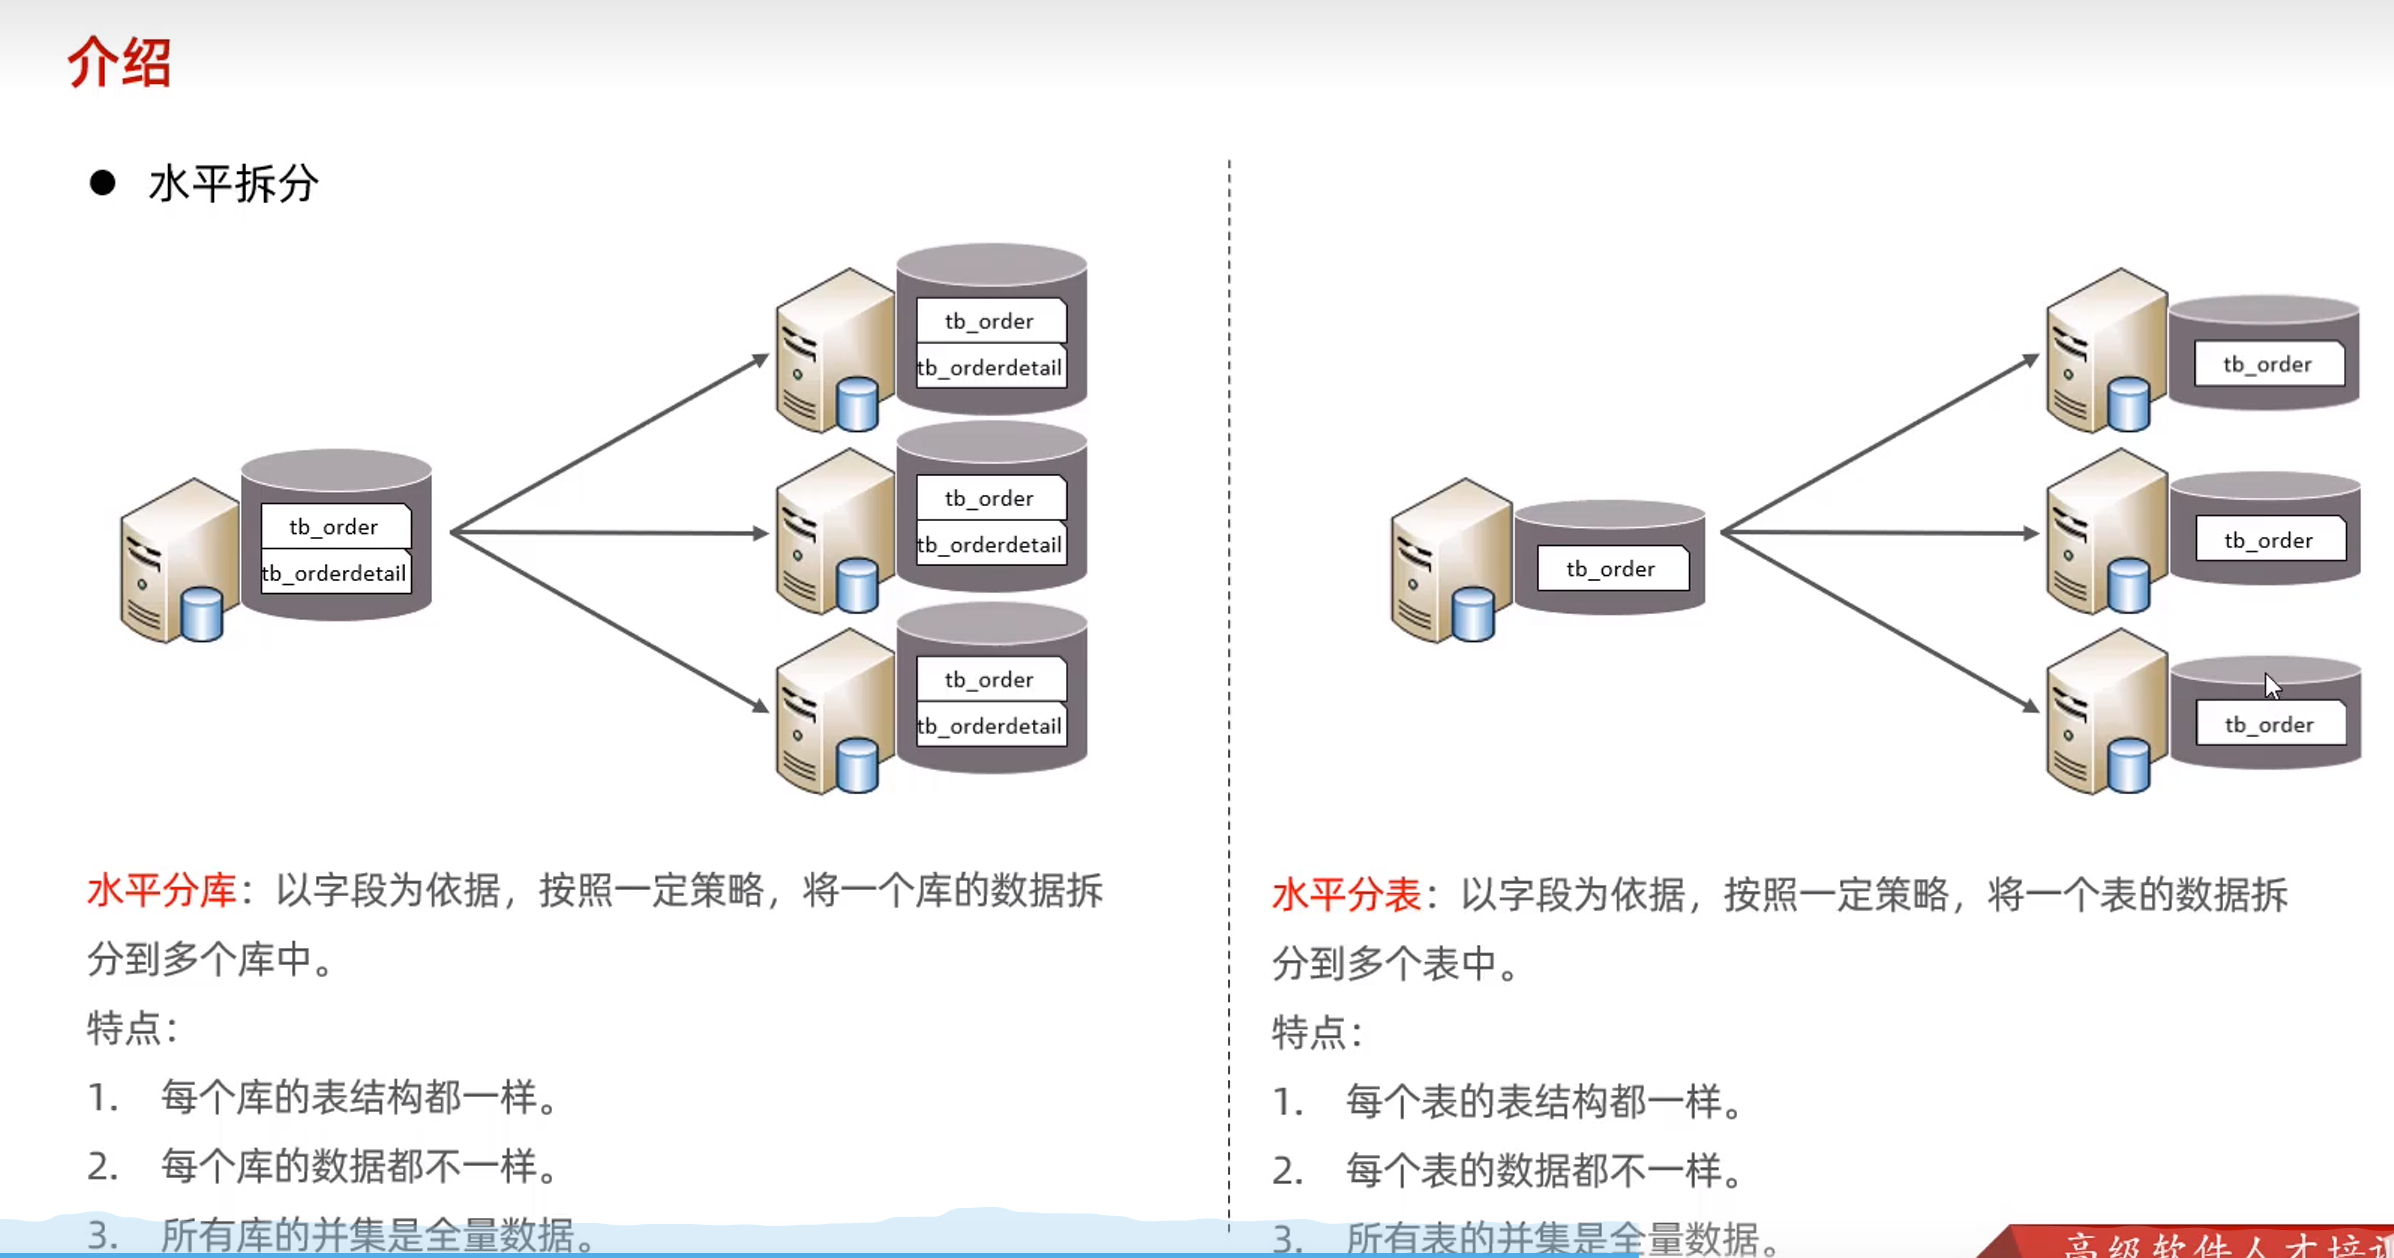 介绍
● 水平拆分
tb_order
tb_orderdetail
tb_order
tb_orderdetail
tb_order
tb_orderdetail
tb_order
tb_orderdetail
水平分库：以字段为依据，按照一定策略，将一个库的数据拆
分到多个库中。
特点：
1. 每个库的表结构都一样。
2. 每个库的数据都不一样。
3. 所有库的并集是全量数据。
tb_order
tb_order
tb_order
tb_order
水平分表：以字段为依据，按照一定策略，将一个表的数据拆
分到多个表中。
特点：
1. 每个表的表结构都一样。
2. 每个表的数据都不一样。
3. 所有表的并集是全量数据。
高级软件人才培训